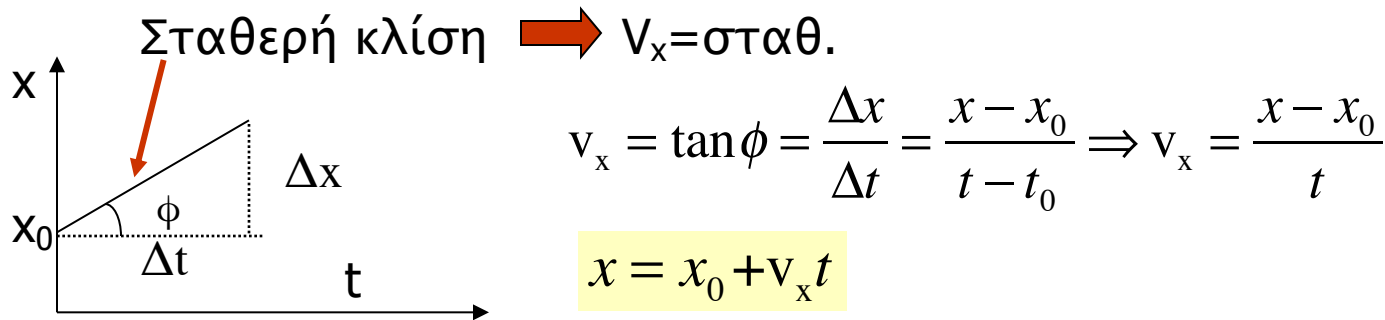 Σταθερή κλίση Vₓ=σταθ.
x
vₓ = tanϕ = Δx/Δt = (x − x₀)/(t − t₀) ⇒ vₓ = (x − x₀)/t
Δx
ϕ
x₀
Δt
t
x = x₀+vₓt